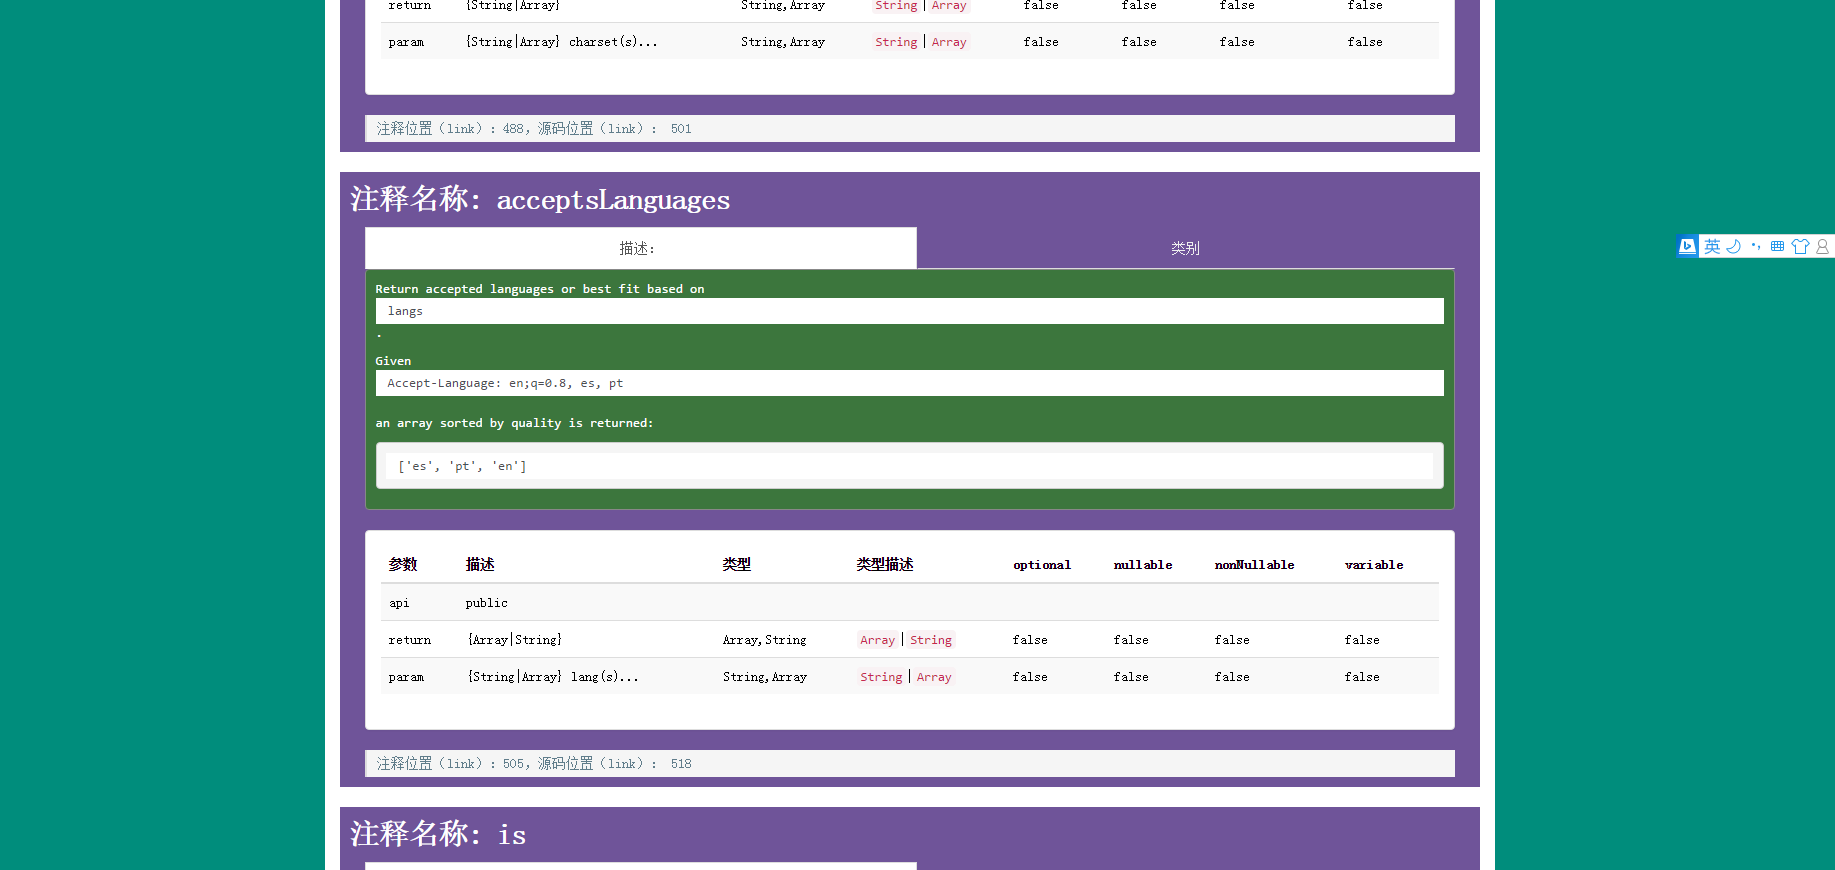 return {String|Array} String,Array String | Array false false false false
param {String|Array} charset(s)... String,Array String | Array false false false false
注释位置（link）：488，源码位置（link）： 501
注释名称：acceptsLanguages
描述： 类别
Return accepted languages or best fit based on
langs
.
Given
Accept-Language: en;q=0.8, es, pt
an array sorted by quality is returned:
['es', 'pt', 'en']
参数 描述 类型 类型描述 optional nullable nonNullable variable
api public
return {Array|String} Array,String Array | String false false false false
param {String|Array} lang(s)... String,Array String | Array false false false false
注释位置（link）：505，源码位置（link）： 518
注释名称：is
英